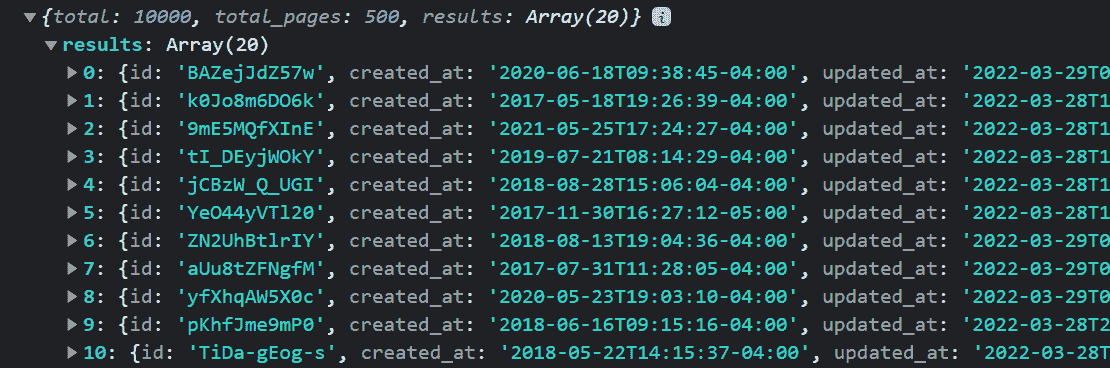 {total: 10000, total_pages: 500, results: Array(20)} i
results: Array(20)
0: {id: 'BAZejJdZ57w', created_at: '2020-06-18T09:38:45-04:00', updated_at: '2022-03-29T0
1: {id: 'k0Jo8m6DO6k', created_at: '2017-05-18T19:26:39-04:00', updated_at: '2022-03-28T1
2: {id: '9mE5MQfXInE', created_at: '2021-05-25T17:24:27-04:00', updated_at: '2022-03-28T1
3: {id: 'tI_DEyjWOkY', created_at: '2019-07-21T08:14:29-04:00', updated_at: '2022-03-28T1
4: {id: 'jCBzW_Q_UGI', created_at: '2018-08-28T15:06:04-04:00', updated_at: '2022-03-28T1
5: {id: 'YeO44yVTl20', created_at: '2017-11-30T16:27:12-05:00', updated_at: '2022-03-28T1
6: {id: 'ZN2UhBtlrIY', created_at: '2018-08-13T19:04:36-04:00', updated_at: '2022-03-29T0
7: {id: 'aUu8tZFNgfM', created_at: '2017-07-31T11:28:05-04:00', updated_at: '2022-03-29T0
8: {id: 'yfXhqAW5X0c', created_at: '2020-05-23T19:03:10-04:00', updated_at: '2022-03-29T0
9: {id: 'pKhfJme9mP0', created_at: '2018-06-16T09:15:16-04:00', updated_at: '2022-03-28T2
10: {id: 'TiDa-gEog-s', created_at: '2018-05-22T14:15:37-04:00', updated_at: '2022-03-28T